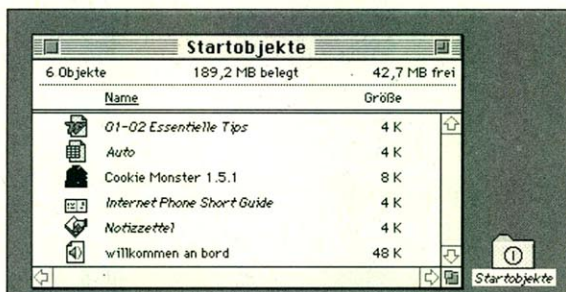 Startobjekte
6 Objekte 189,2 MB belegt 42,7 MB frei
Name Größe
01-02 Essentielle Tips 4 K
Auto 4 K
Cookie Monster 1.5.1 8 K
Internet Phone Short Guide 4 K
Notizzettel 4 K
willkommen an bord 48 K
Startobjekte